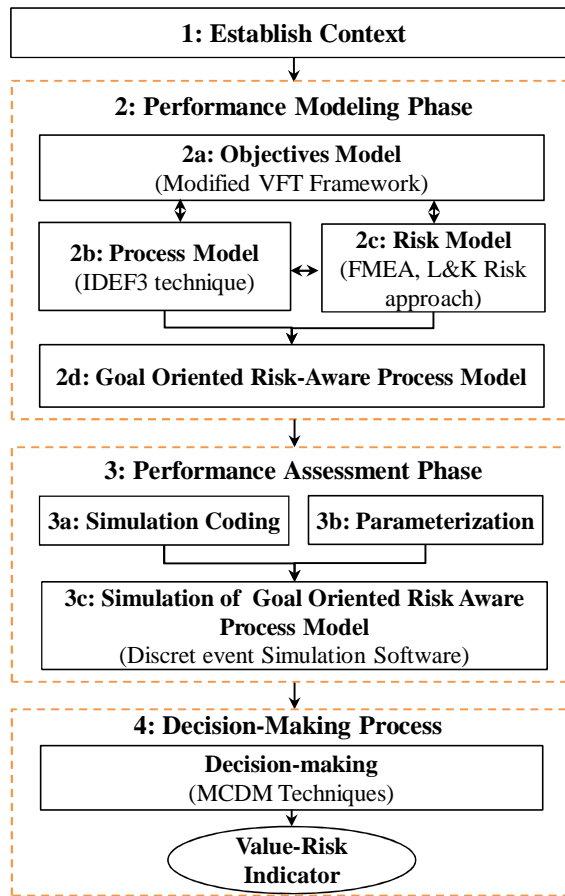 1: Establish Context
2: Performance Modeling Phase
2a: Objectives Model
(Modified VFT Framework)
2b: Process Model
(IDEF3 technique)
2c: Risk Model
(FMEA, L&K Risk
approach)
2d: Goal Oriented Risk-Aware Process Model
3: Performance Assessment Phase
3a: Simulation Coding
3b: Parameterization
3c: Simulation of Goal Oriented Risk Aware
Process Model
(Discret event Simulation Software)
4: Decision-Making Process
Decision-making
(MCDM Techniques)
Value-Risk
Indicator